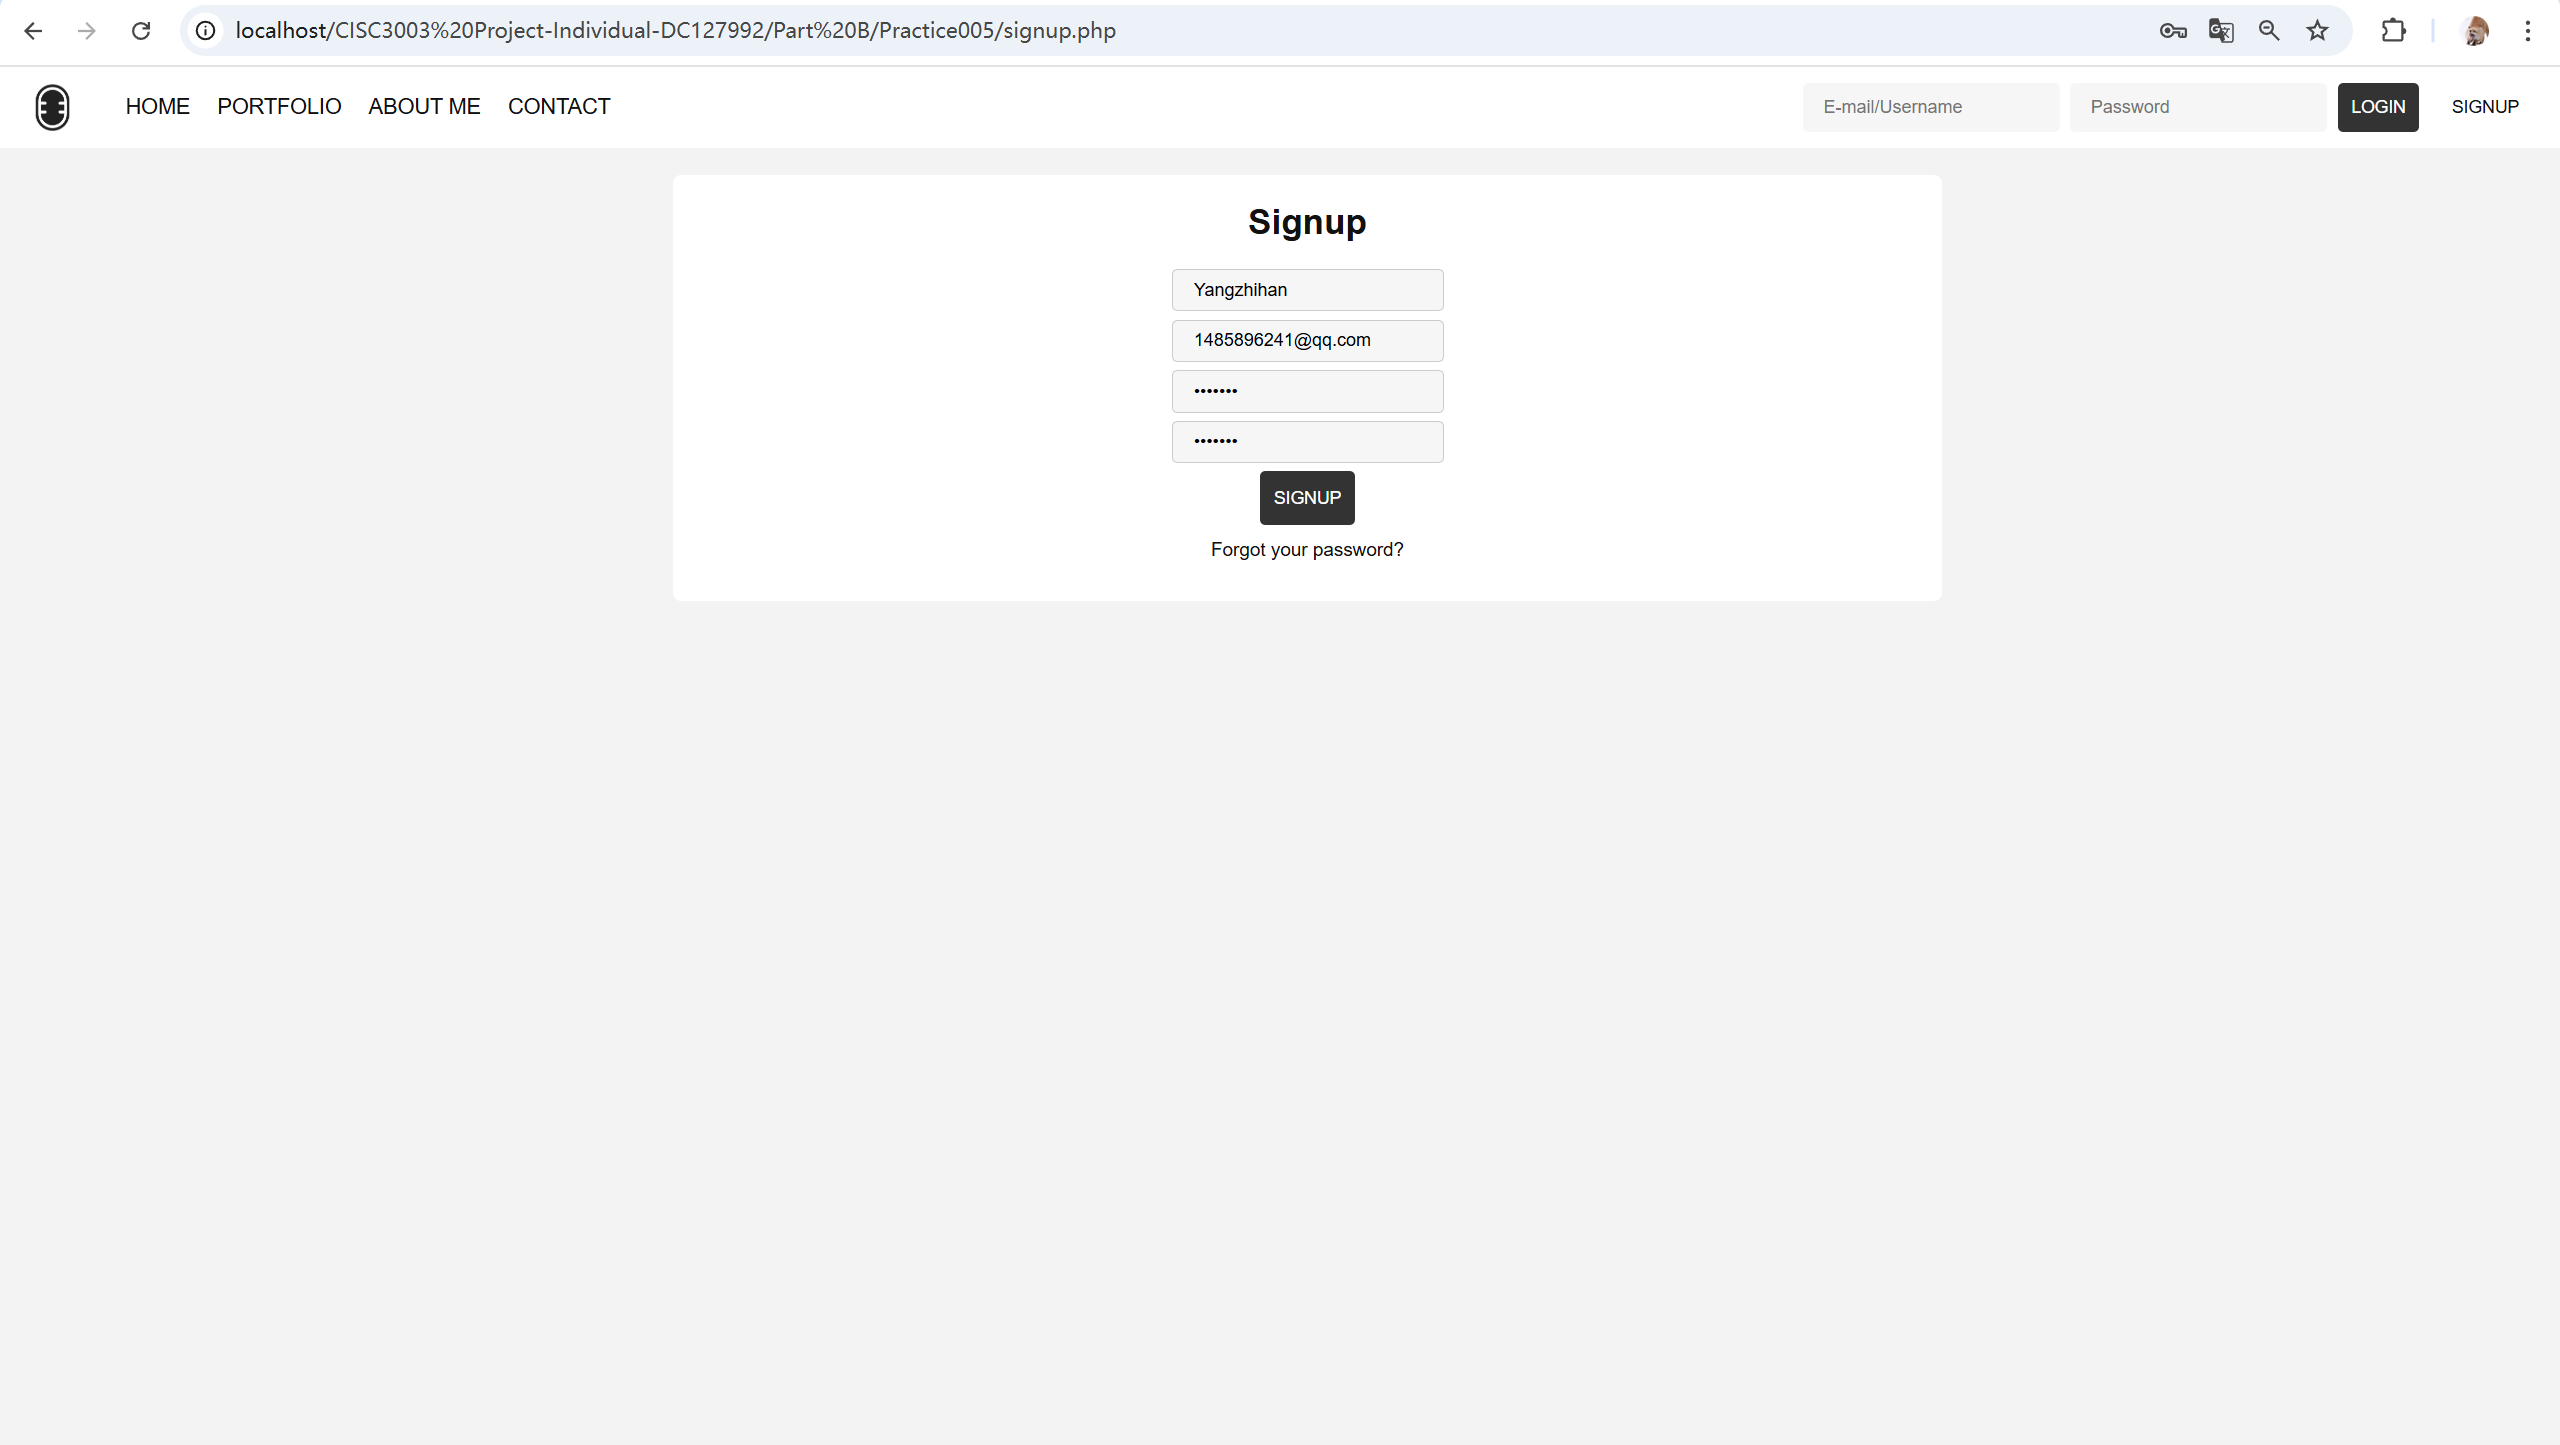 localhost/CISC3003%20Project-Individual-DC127992/Part%20B/Practice005/signup.php
HOME PORTFOLIO ABOUT ME CONTACT E-mail/Username Password LOGIN SIGNUP
Signup
Yangzhihan
1485896241@qq.com
•••••••
•••••••
SIGNUP
Forgot your password?